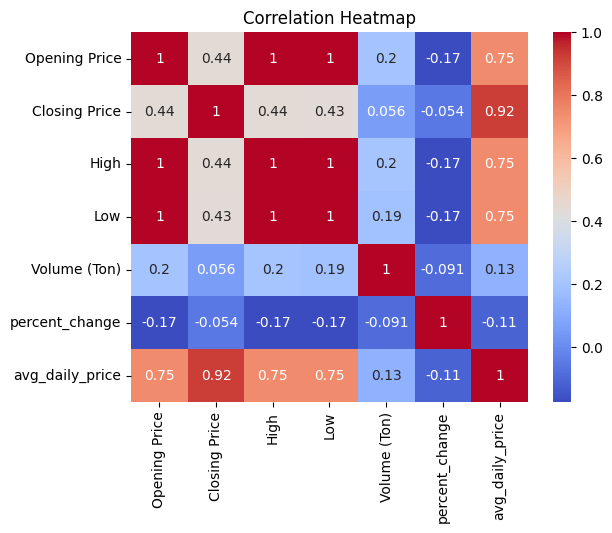 Correlation Heatmap
Opening Price 1 0.44 1 1 0.2 -0.17 0.75
Closing Price 0.44 1 0.44 0.43 0.056 -0.054 0.92
High 1 0.44 1 1 0.2 -0.17 0.75
Low 1 0.43 1 1 0.19 -0.17 0.75
Volume (Ton) 0.2 0.056 0.2 0.19 1 -0.091 0.13
percent_change -0.17 -0.054 -0.17 -0.17 -0.091 1 -0.11
avg_daily_price 0.75 0.92 0.75 0.75 0.13 -0.11 1
Opening Price
Closing Price
High
Low
Volume (Ton)
percent_change
avg_daily_price
1.0
0.8
0.6
0.4
0.2
0.0